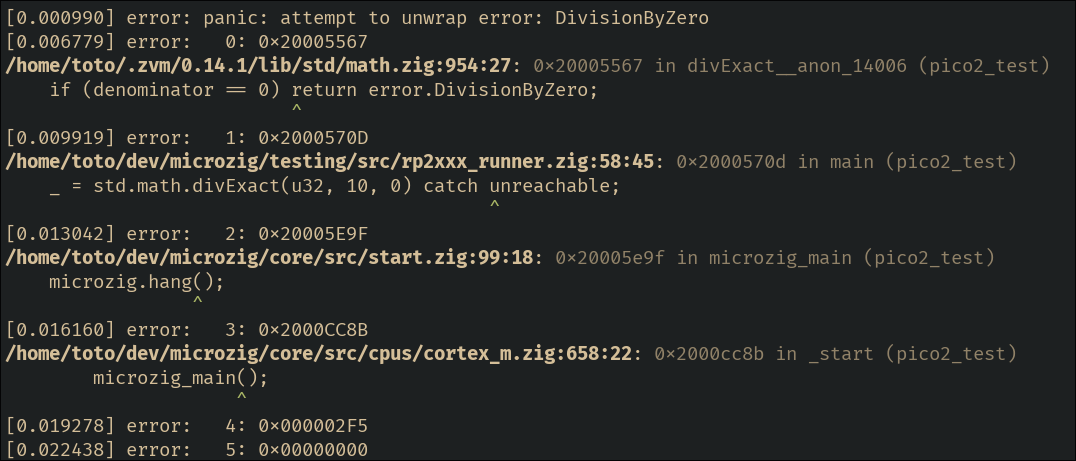 [0.000990] error: panic: attempt to unwrap error: DivisionByZero
[0.006779] error:   0: 0×20005567
/home/toto/.zvm/0.14.1/lib/std/math.zig:954:27: 0×20005567 in divExact__anon_14006 (pico2_test)
    if (denominator == 0) return error.DivisionByZero;
                          ^
[0.009919] error:   1: 0×2000570D
/home/toto/dev/microzig/testing/src/rp2xxx_runner.zig:58:45: 0×2000570d in main (pico2_test)
    _ = std.math.divExact(u32, 10, 0) catch unreachable;
                                            ^
[0.013042] error:   2: 0×20005E9F
/home/toto/dev/microzig/core/src/start.zig:99:18: 0×20005e9f in microzig_main (pico2_test)
    microzig.hang();
                 ^
[0.016160] error:   3: 0×2000CC8B
/home/toto/dev/microzig/core/src/cpus/cortex_m.zig:658:22: 0×2000cc8b in _start (pico2_test)
        microzig_main();
                     ^
[0.019278] error:   4: 0×000002F5
[0.022438] error:   5: 0×00000000